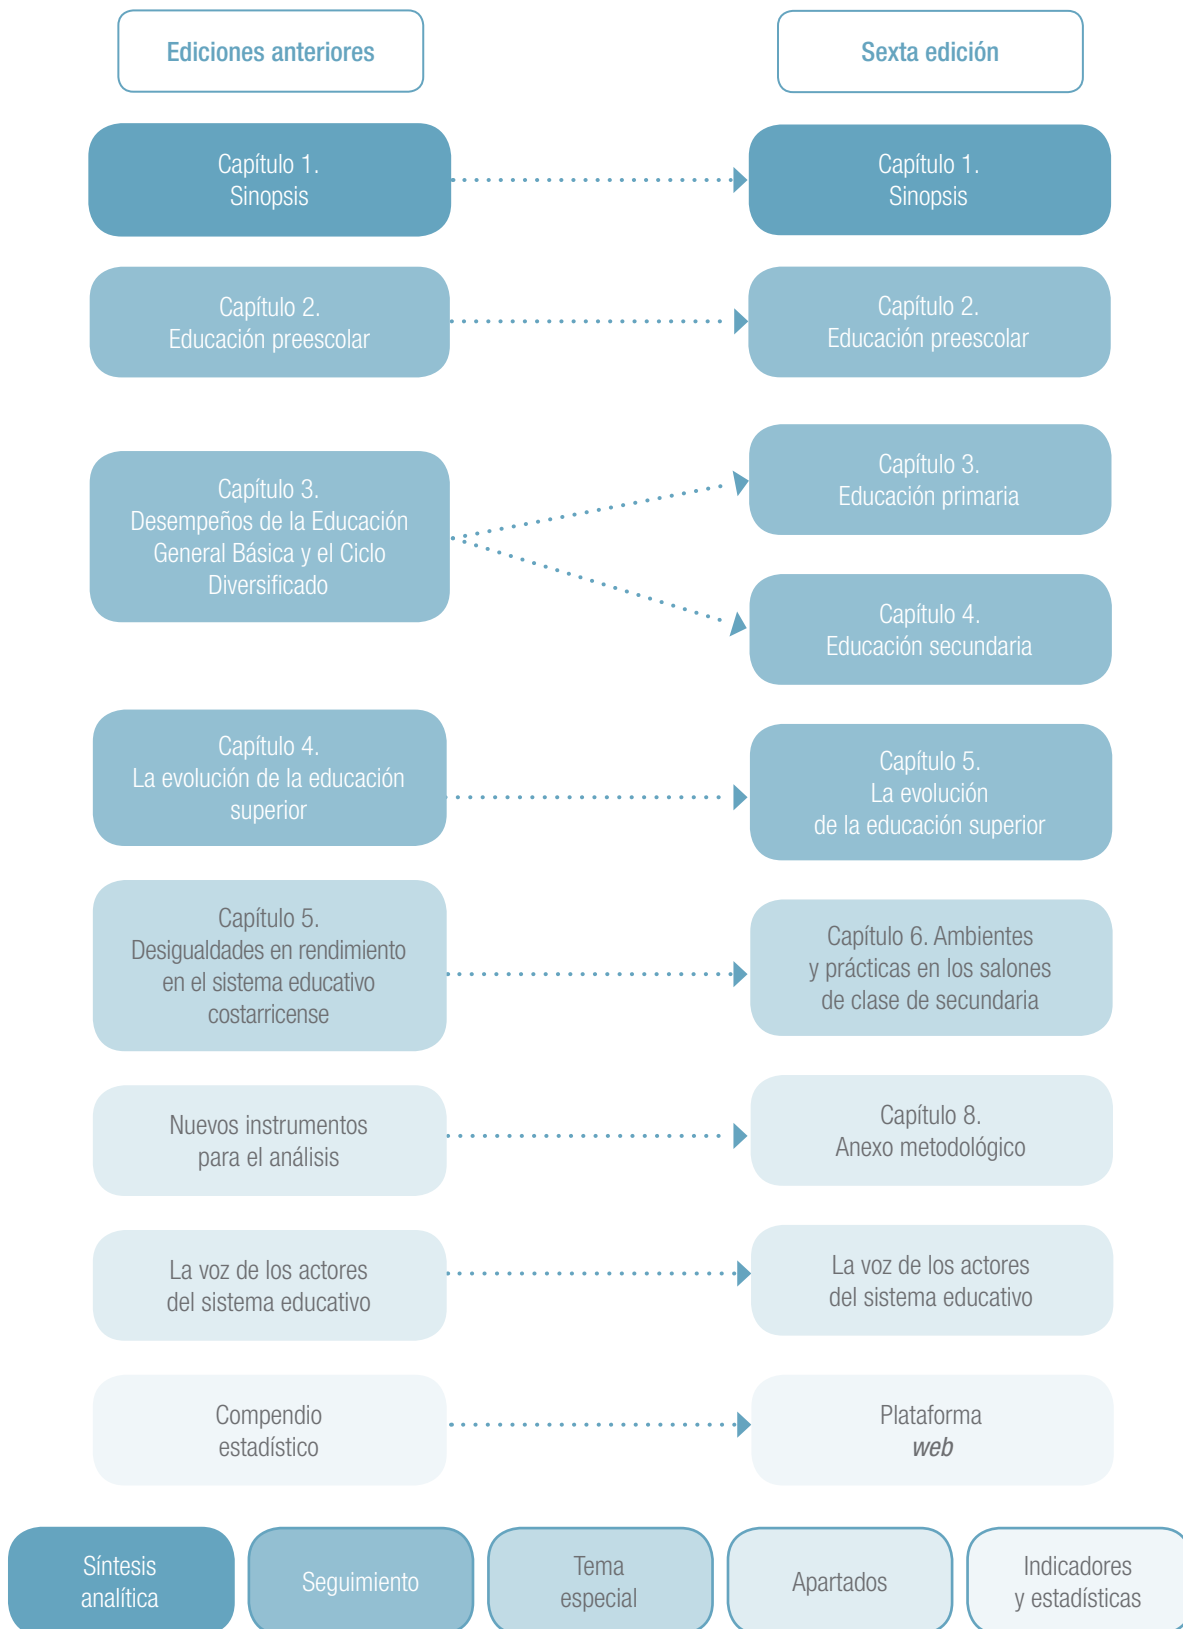 Ediciones anteriores
Sexta edición
Capítulo 1.
Sinopsis
Capítulo 1.
Sinopsis
Capítulo 2.
Educación preescolar
Capítulo 2.
Educación preescolar
Capítulo 3.
Desempeños de la Educación
General Básica y el Ciclo
Diversificado
Capítulo 3.
Educación primaria
Capítulo 4.
Educación secundaria
Capítulo 4.
La evolución de la educación
superior
Capítulo 5.
La evolución
de la educación superior
Capítulo 5.
Desigualdades en rendimiento
en el sistema educativo
costarricense
Capítulo 6. Ambientes
y prácticas en los salones
de clase de secundaria
Nuevos instrumentos
para el análisis
Capítulo 8.
Anexo metodológico
La voz de los actores
del sistema educativo
La voz de los actores
del sistema educativo
Compendio
estadístico
Plataforma
web
Síntesis
analítica
Seguimiento
Tema
especial
Apartados
Indicadores
y estadísticas